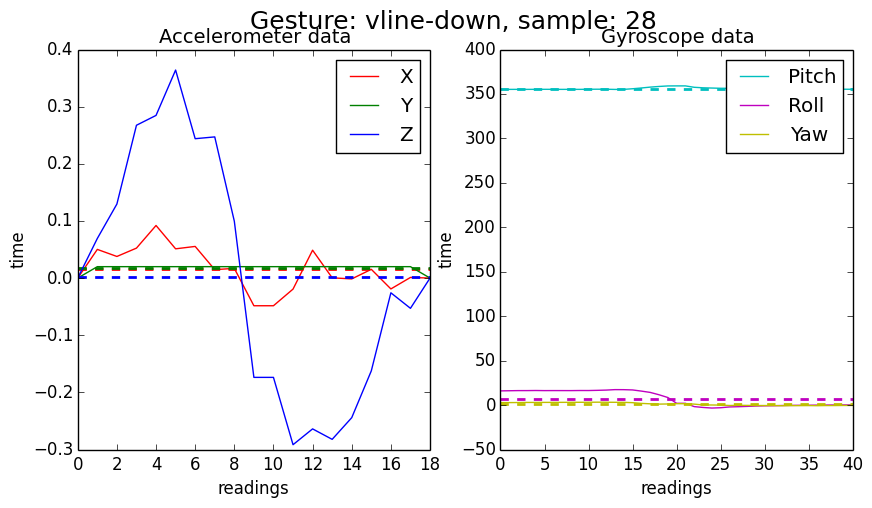 Gesture: vline-down, sample: 28
Accelerometer data
0.4
0.3
0.2
0.1
0.0
−0.1
−0.2
−0.3
time
0 2 4 6 8 10 12 14 16 18
readings
X
Y
Z
Gyroscope data
400
350
300
250
200
150
100
50
0
−50
time
0 5 10 15 20 25 30 35 40
readings
Pitch
Roll
Yaw